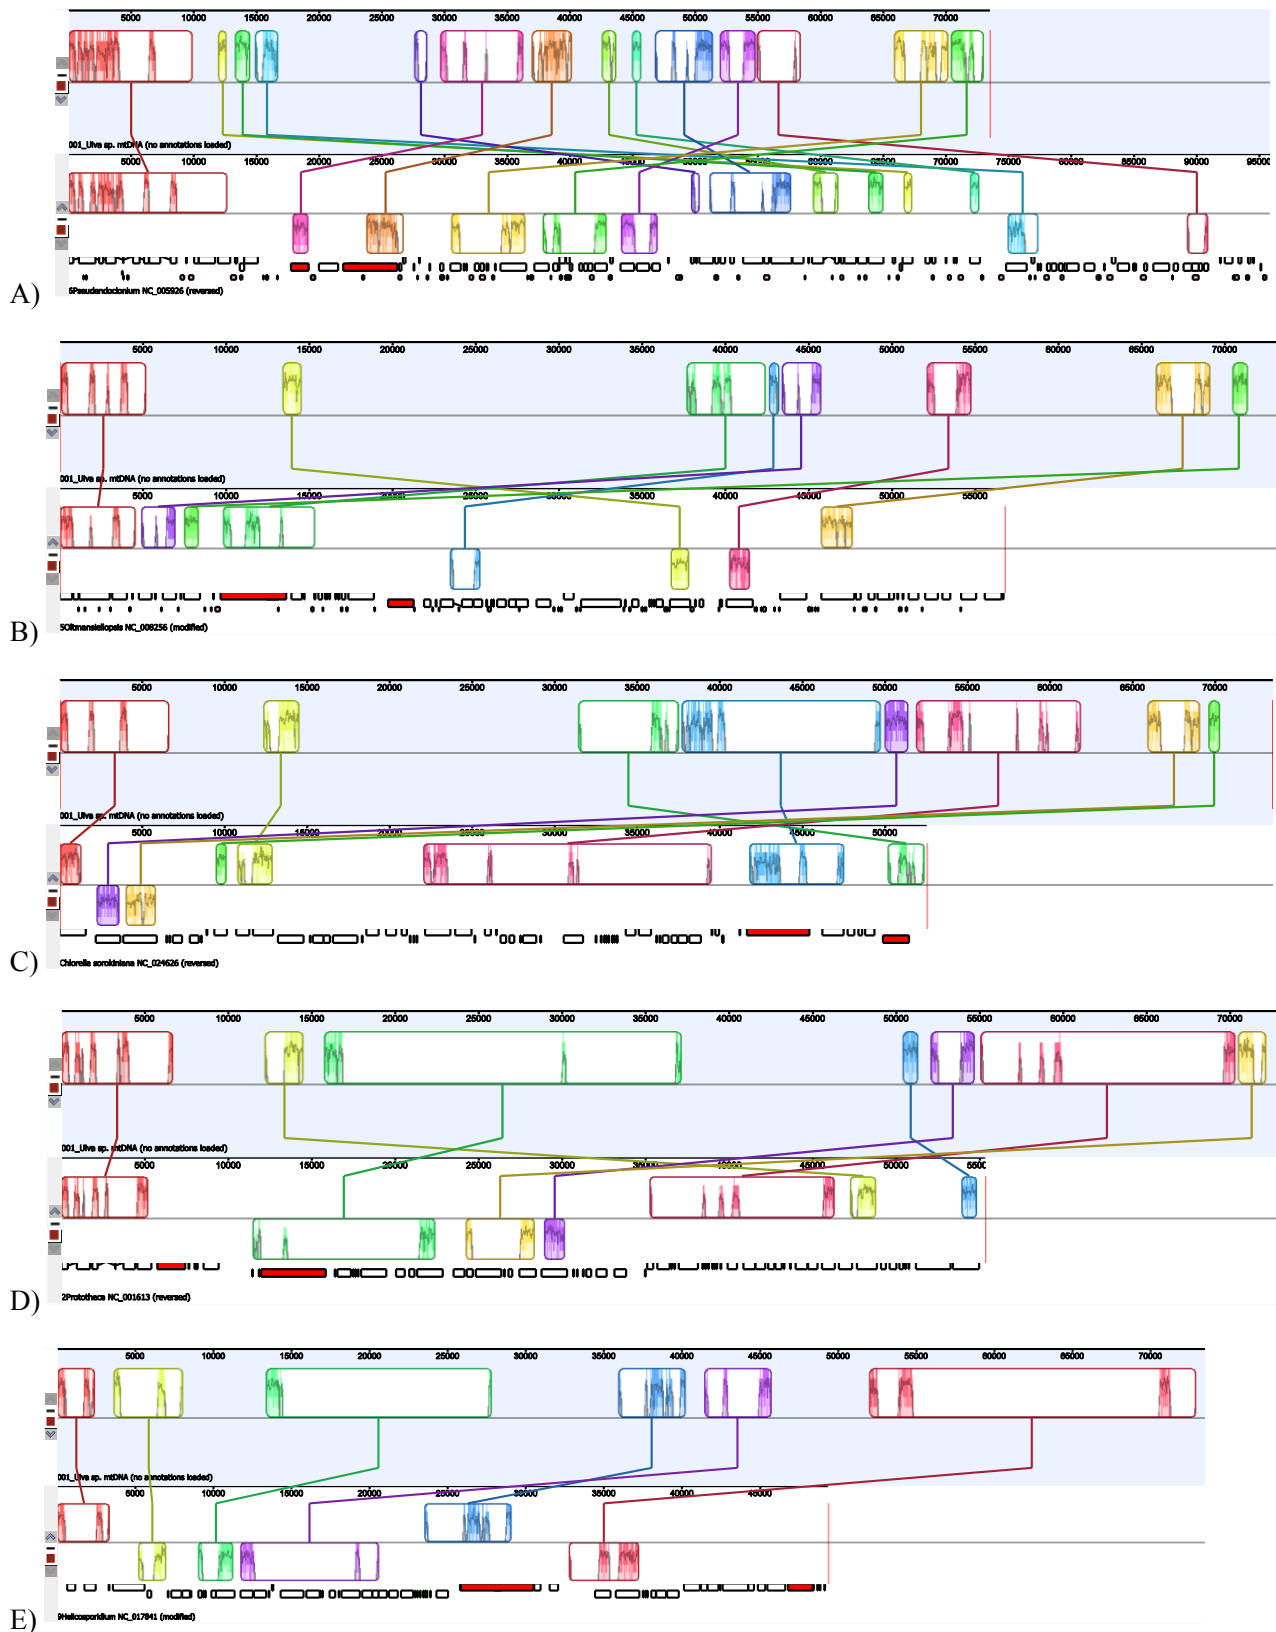 5000 10000 15000 20000 25000 30000 35000 40000 45000 50000 55000 60000 65000 70000
001_Ulva sp. mtDNA (no annotations loaded)
5000 10000 15000 20000 25000 30000 35000 40000 45000 50000 55000 60000 65000 70000 75000 80000 85000 90000 95000
Pseudendoclonium NC_005926 (reversed)
A)
5000 10000 15000 20000 25000 30000 35000 40000 45000 50000 55000 60000 65000 70000
001_Ulva sp. mtDNA (no annotations loaded)
5000 10000 15000 20000 25000 30000 35000 40000 45000 50000 55000
Oltmansiellopsis NC_008256 (modified)
B)
5000 10000 15000 20000 25000 30000 35000 40000 45000 50000 55000 60000 65000 70000
001_Ulva sp. mtDNA (no annotations loaded)
5000 10000 15000 20000 25000 30000 35000 40000 45000 50000
Chlorella sorokiniana NC_024626 (reversed)
C)
5000 10000 15000 20000 25000 30000 35000 40000 45000 50000 55000 60000 65000 70000
001_Ulva sp. mtDNA (no annotations loaded)
5000 10000 15000 20000 25000 30000 35000 40000 45000 50000 5500
2Prototheca NC_001613 (reversed)
D)
5000 10000 15000 20000 25000 30000 35000 40000 45000 50000 55000 60000 65000 70000
001_Ulva sp. mtDNA (no annotations loaded)
5000 10000 15000 20000 25000 30000 35000 40000 45000
9Helicosporidium NC_017841 (modified)
E)